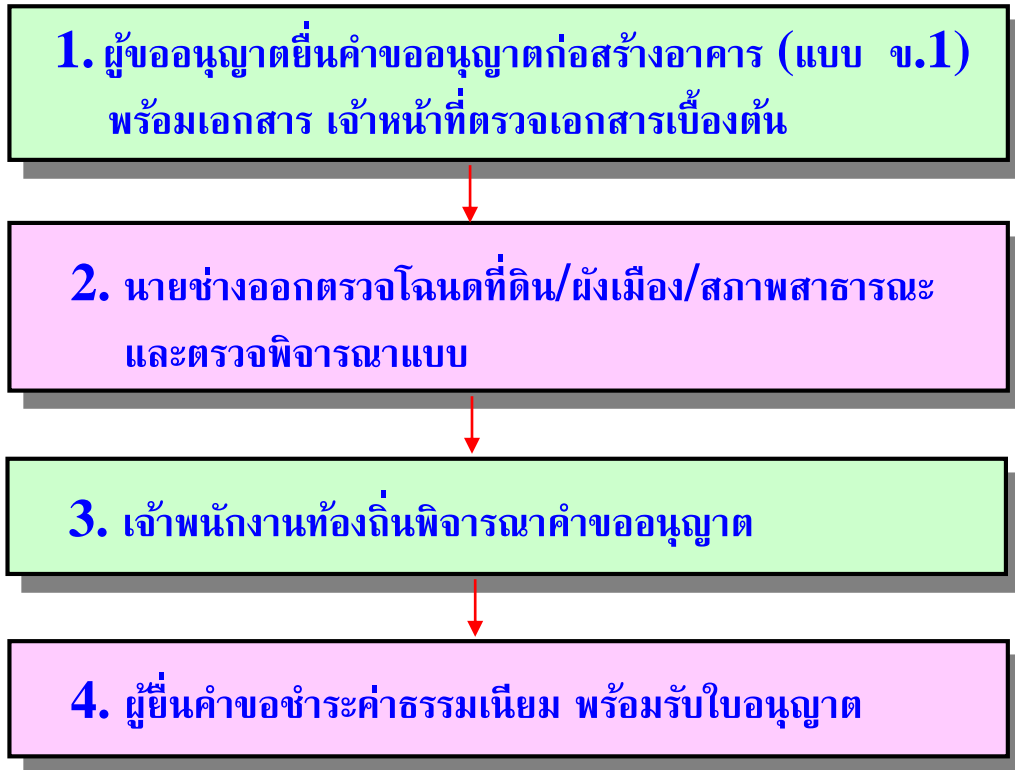 1. ผู้ขออนุญาตยื่นคำขออนุญาตก่อสร้างอาคาร (แบบ ข.1)
พร้อมเอกสาร เจ้าหน้าที่ตรวจเอกสารเบื้องต้น
2. นายช่างออกตรวจโฉนดที่ดิน/ผังเมือง/สภาพสาธารณะ
และตรวจพิจารณาแบบ
3. เจ้าพนักงานท้องถิ่นพิจารณาคำขออนุญาต
4. ผู้ยื่นคำขอชำระค่าธรรมเนียม พร้อมรับใบอนุญาต